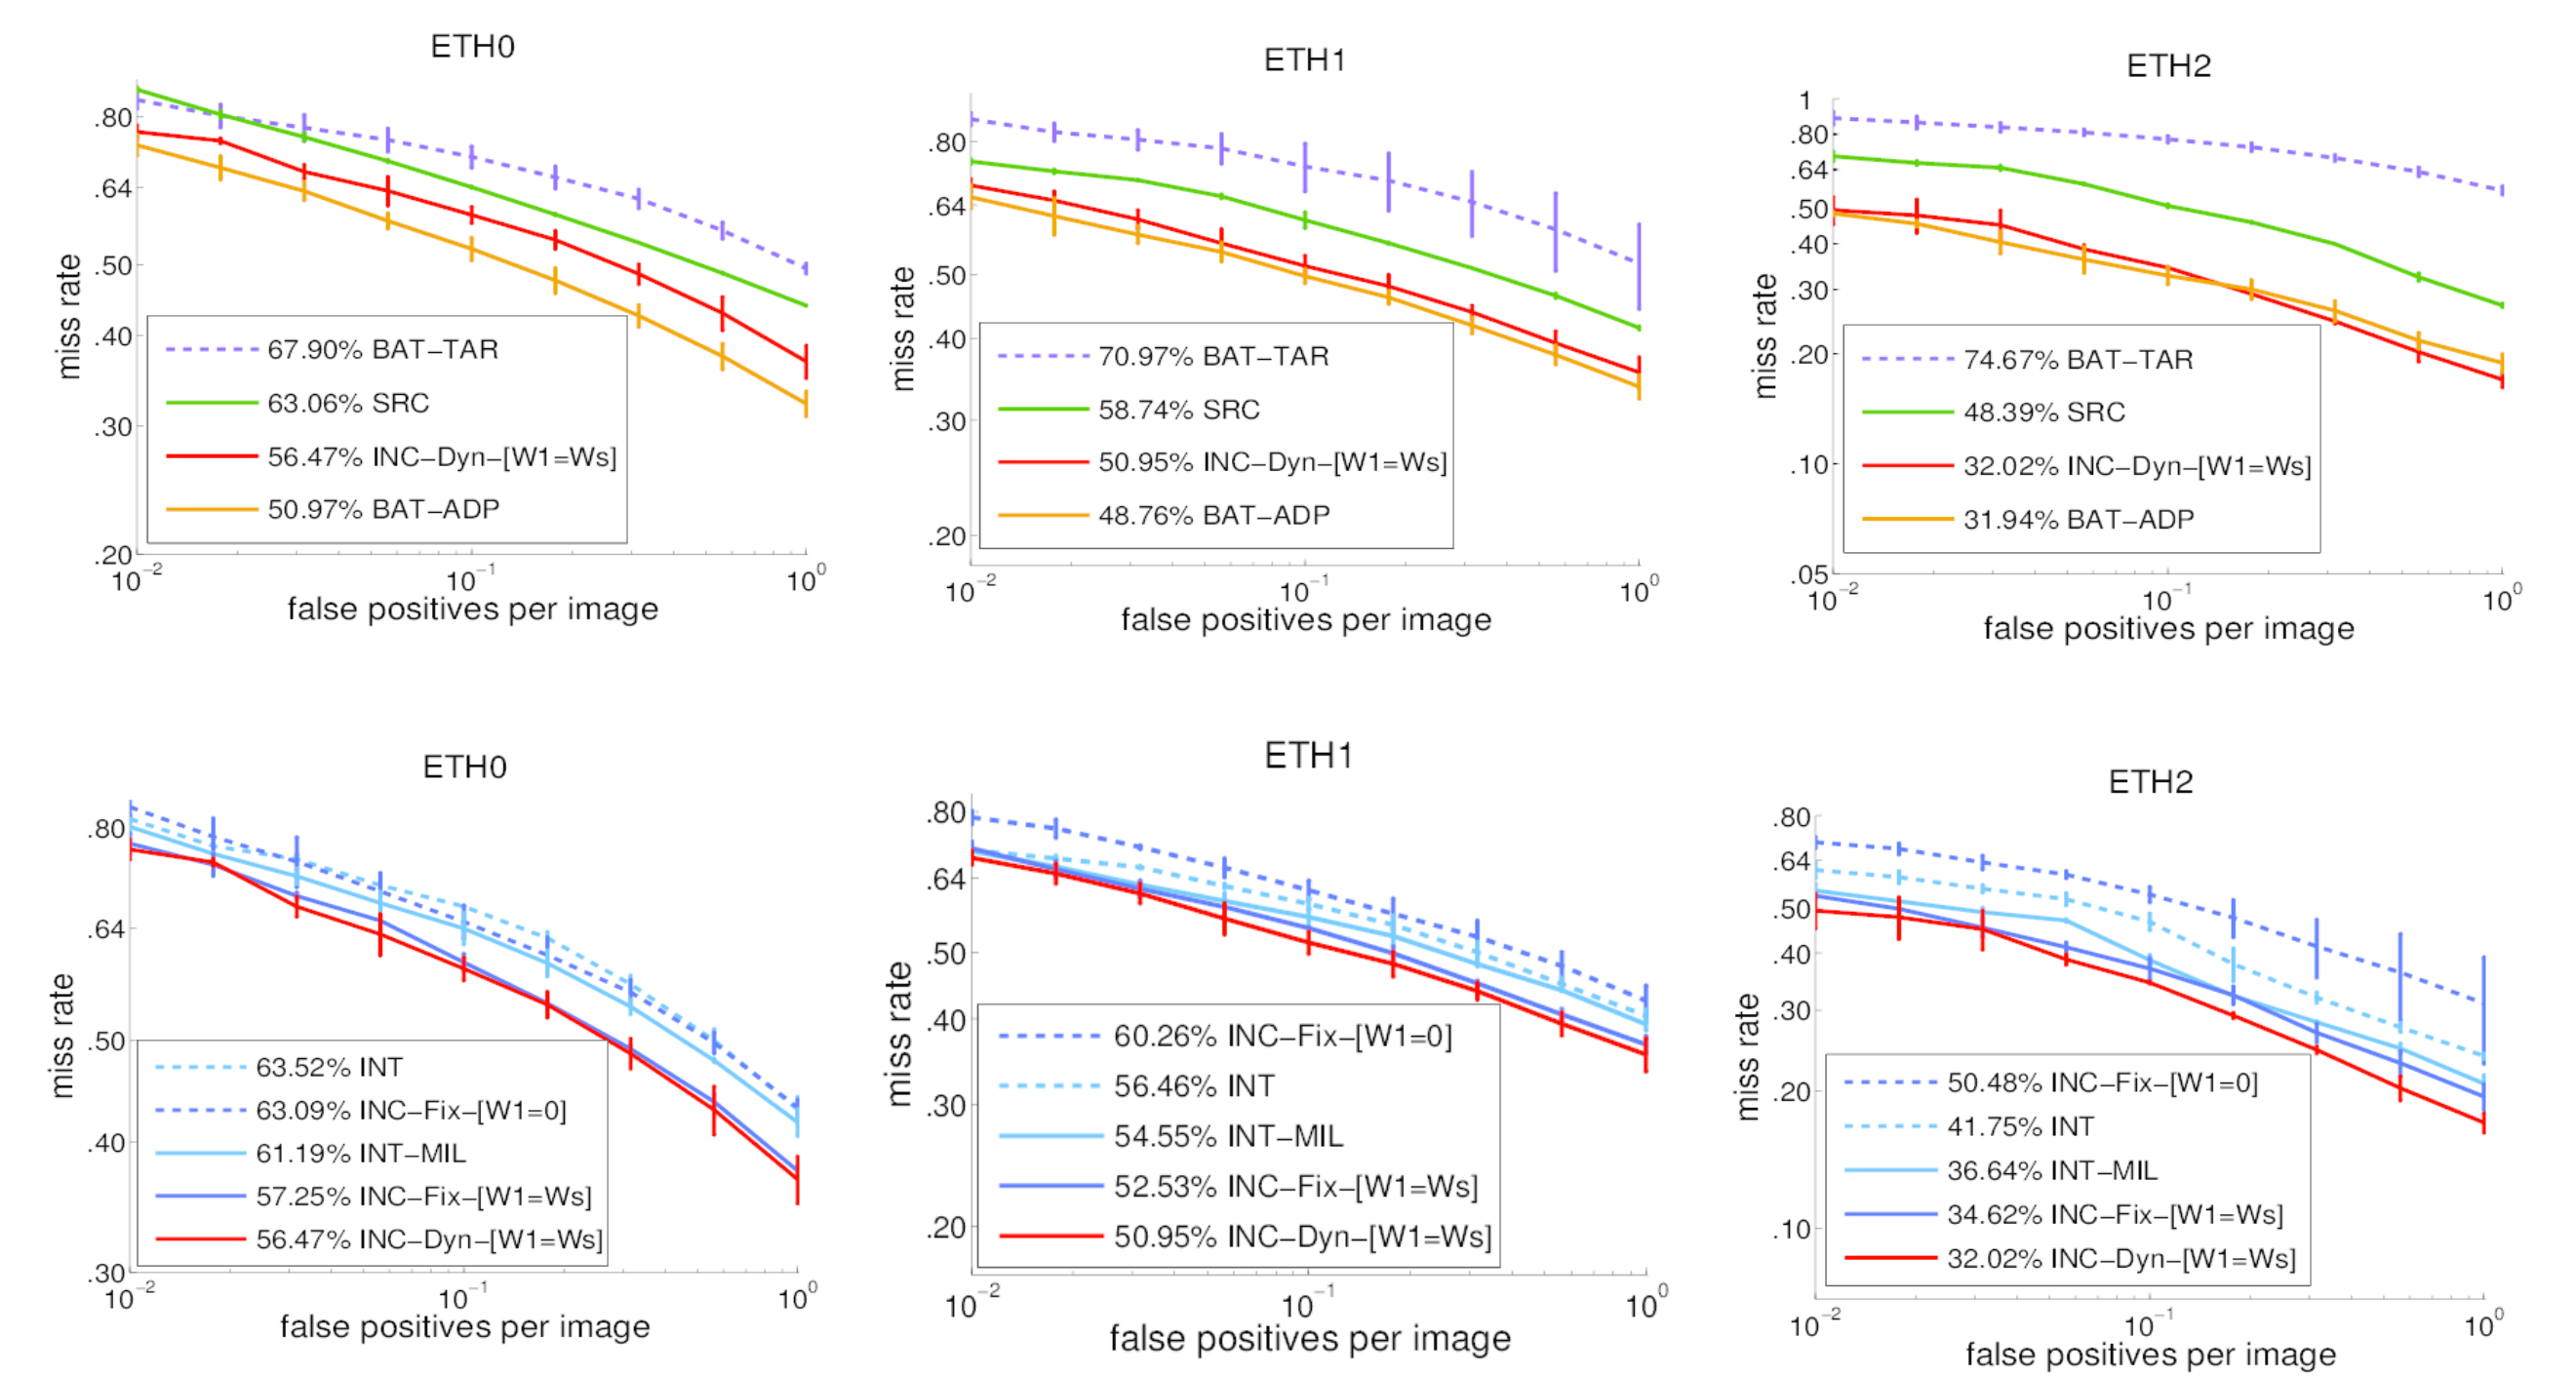 ETH0
.80
.64
.50
.40
.30
.20
miss rate
67.90% BAT−TAR
63.06% SRC
56.47% INC−Dyn−[W1=Ws]
50.97% BAT−ADP
10^−2 10^−1 10^0
false positives per image
ETH1
.80
.64
.50
.40
.30
.20
miss rate
70.97% BAT−TAR
58.74% SRC
50.95% INC−Dyn−[W1=Ws]
48.76% BAT−ADP
10^−2 10^−1 10^0
false positives per image
ETH2
1
.80
.64
.50
.40
.30
.20
.10
.05
miss rate
74.67% BAT−TAR
48.39% SRC
32.02% INC−Dyn−[W1=Ws]
31.94% BAT−ADP
10^−2 10^−1 10^0
false positives per image
ETH0
.80
.64
.50
.40
.30
miss rate
63.52% INT
63.09% INC−Fix−[W1=0]
61.19% INT−MIL
57.25% INC−Fix−[W1=Ws]
56.47% INC−Dyn−[W1=Ws]
10^−2 10^−1 10^0
false positives per image
ETH1
.80
.64
.50
.40
.30
.20
miss rate
60.26% INC−Fix−[W1=0]
56.46% INT
54.55% INT−MIL
52.53% INC−Fix−[W1=Ws]
50.95% INC−Dyn−[W1=Ws]
10^−2 10^−1 10^0
false positives per image
ETH2
.80
.64
.50
.40
.30
.20
.10
miss rate
50.48% INC−Fix−[W1=0]
41.75% INT
36.64% INT−MIL
34.62% INC−Fix−[W1=Ws]
32.02% INC−Dyn−[W1=Ws]
10^−2 10^−1 10^0
false positives per image